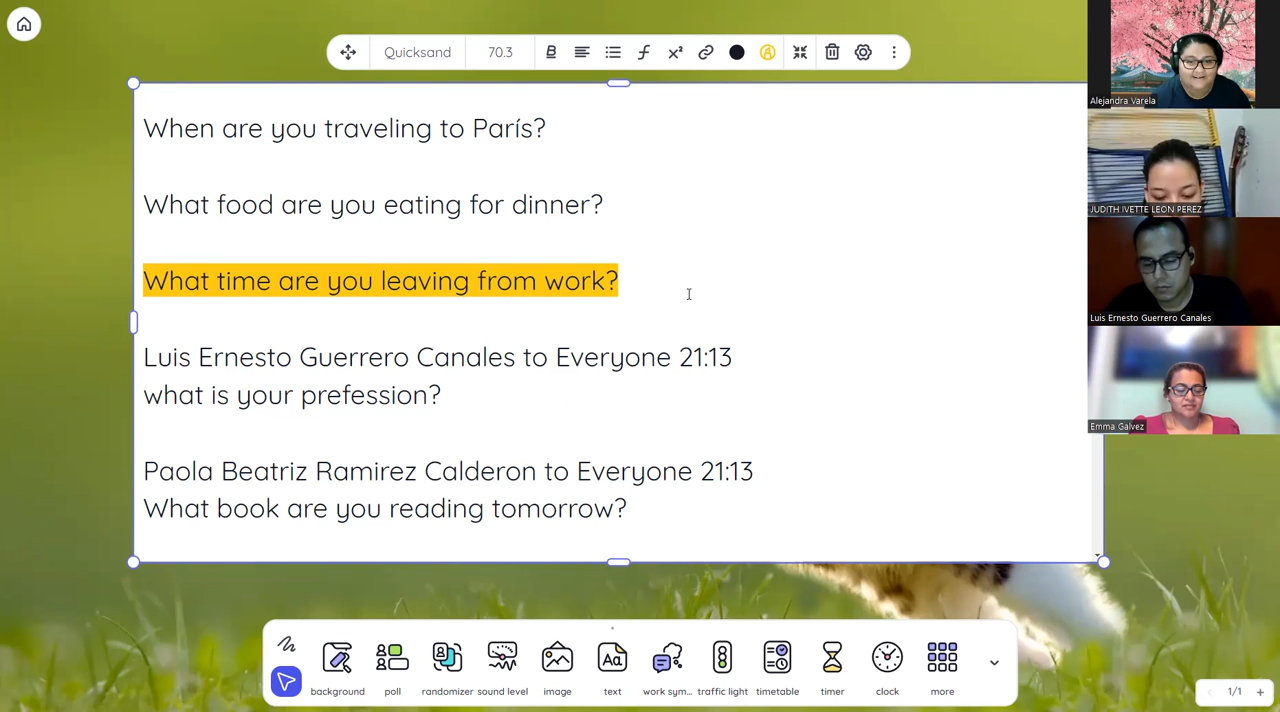 Quicksand
70.3
When are you traveling to París?
What food are you eating for dinner?
What time are you leaving from work?
Luis Ernesto Guerrero Canales to Everyone 21:13
what is your prefession?
Paola Beatriz Ramirez Calderon to Everyone 21:13
What book are you reading tomorrow?
Alejandra Varela
JUDITH IVETTE LEON PEREZ
Luis Ernesto Guerrero Canales
Emma Galvez
background
poll
randomizer
sound level
image
text
work sym...
traffic light
timetable
timer
clock
more
1/1